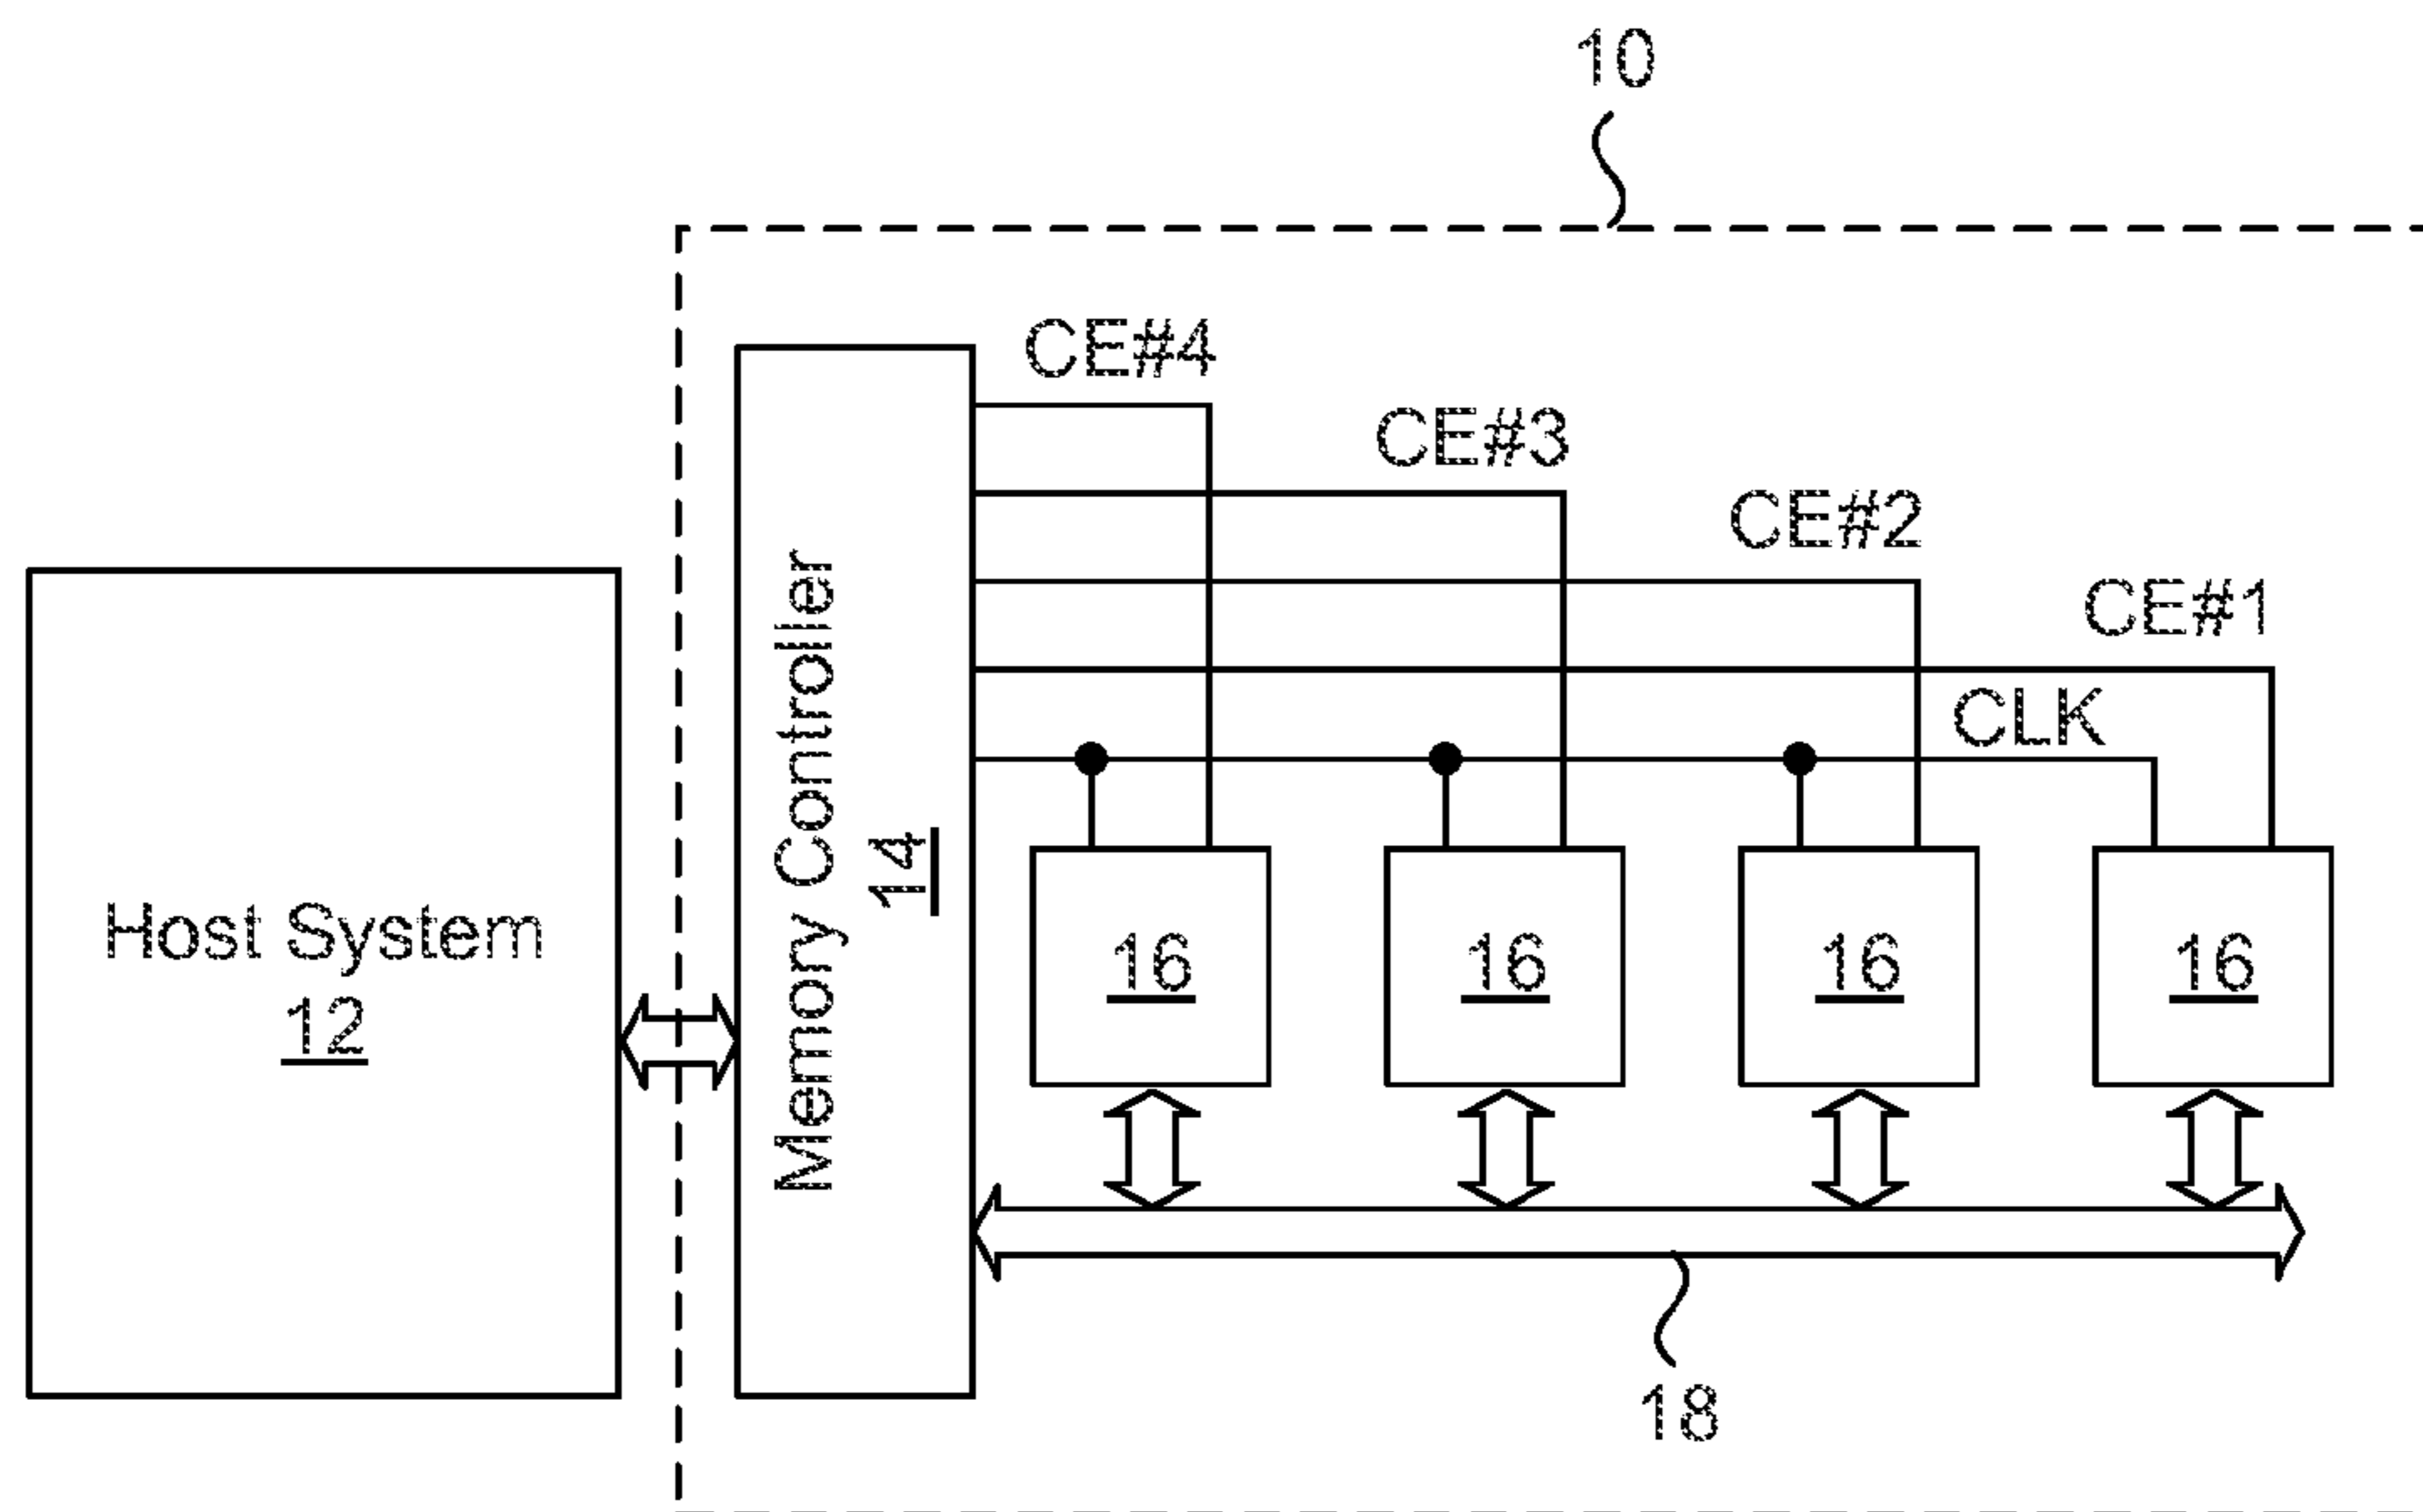 10
CE#4
CE#3
CE#2
CE#1
CLK
Memory Controller
14
Host System
12
16
16
16
16
18